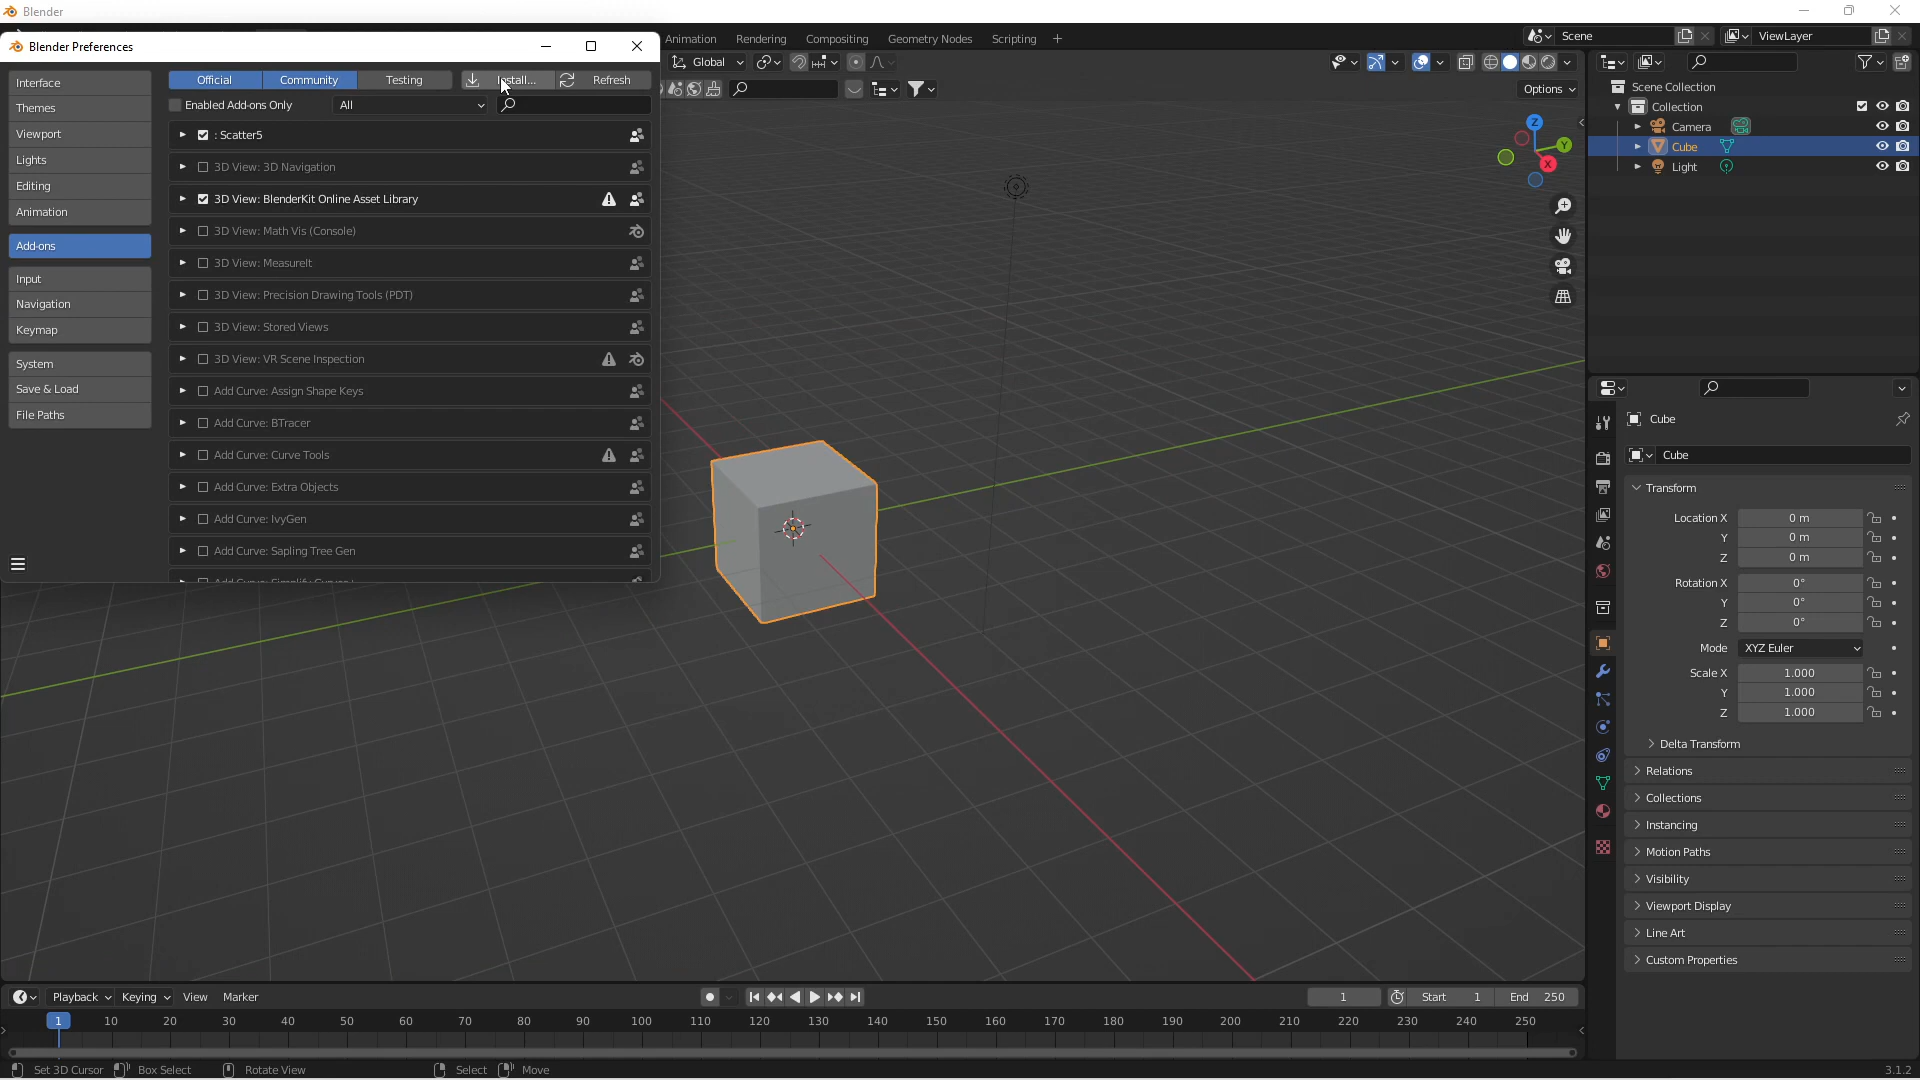 Blender
Blender Preferences
Animation Rendering Compositing Geometry Nodes Scripting +
Scene
ViewLayer
Global
Options
Interface
Themes
Viewport
Lights
Editing
Animation
Add-ons
Input
Navigation
Keymap
System
Save & Load
File Paths
Official Community Testing Install... Refresh
Enabled Add-ons Only All
: Scatter5
3D View: 3D Navigation
3D View: BlenderKit Online Asset Library
3D View: Math Vis (Console)
3D View: MeasureIt
3D View: Precision Drawing Tools (PDT)
3D View: Stored Views
3D View: VR Scene Inspection
Add Curve: Assign Shape Keys
Add Curve: BTracer
Add Curve: Curve Tools
Add Curve: Extra Objects
Add Curve: IvyGen
Add Curve: Sapling Tree Gen
Z
Y
X
Scene Collection
Collection
Camera
Cube
Light
Cube
Cube
Transform
Location X 0 m
Y 0 m
Z 0 m
Rotation X 0°
Y 0°
Z 0°
Mode XYZ Euler
Scale X 1.000
Y 1.000
Z 1.000
Delta Transform
Relations
Collections
Instancing
Motion Paths
Visibility
Viewport Display
Line Art
Custom Properties
Playback Keying View Marker
1 Start 1 End 250
1 10 20 30 40 50 60 70 80 90 100 110 120 130 140 150 160 170 180 190 200 210 220 230 240 250
Set 3D Cursor Box Select Rotate View Select Move
3.1.2